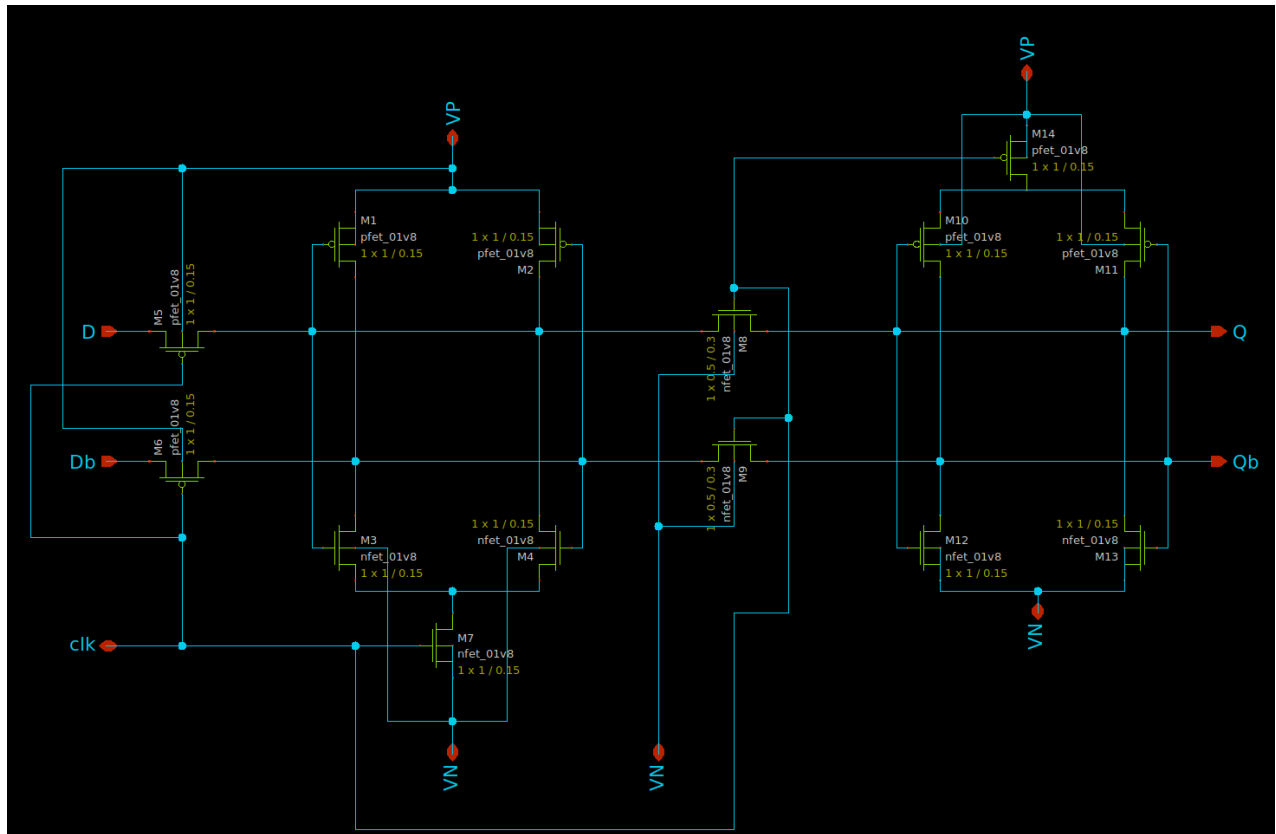 VP
M14
pfet_01v8
1 x 1 / 0.15
VP
M1
pfet_01v8
1 x 1 / 0.15
1 x 1 / 0.15
pfet_01v8
M2
M10
pfet_01v8
1 x 1 / 0.15
1 x 1 / 0.15
pfet_01v8
M11
M5
pfet_01v8
1 x 1 / 0.15
D
1 x 0.5 / 0.3
nfet_01v8
M8
Q
M6
pfet_01v8
1 x 1 / 0.15
Db
1 x 0.5 / 0.3
nfet_01v8
M9
Qb
M3
nfet_01v8
1 x 1 / 0.15
1 x 1 / 0.15
nfet_01v8
M4
M12
nfet_01v8
1 x 1 / 0.15
1 x 1 / 0.15
nfet_01v8
M13
clk
M7
nfet_01v8
1 x 1 / 0.15
VN
VN
VN